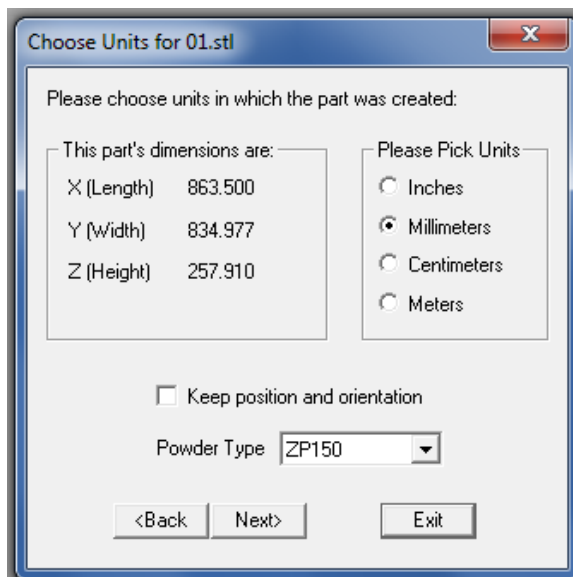 Choose Units for 01.stl
Please choose units in which the part was created:
This part's dimensions are:
X (Length) 863.500
Y (Width) 834.977
Z (Height) 257.910
Please Pick Units
Inches
Millimeters
Centimeters
Meters
Keep position and orientation
Powder Type ZP150
<Back Next> Exit